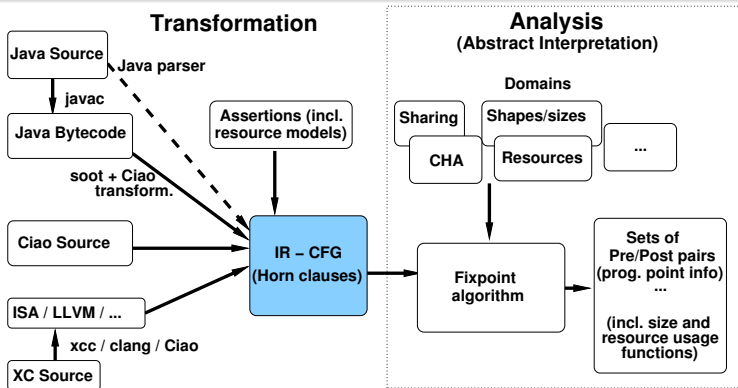 Transformation
Analysis
(Abstract Interpretation)
Java Source
Java parser
javac
Java Bytecode
soot + Ciao
transform.
Assertions (incl.
resource models)
Ciao Source
IR – CFG
(Horn clauses)
ISA / LLVM / ...
xcc / clang / Ciao
XC Source
Domains
Sharing
Shapes/sizes
CHA
Resources
...
Fixpoint
algorithm
Sets of
Pre/Post pairs
(prog. point info)
...
(incl. size and
resource usage
functions)